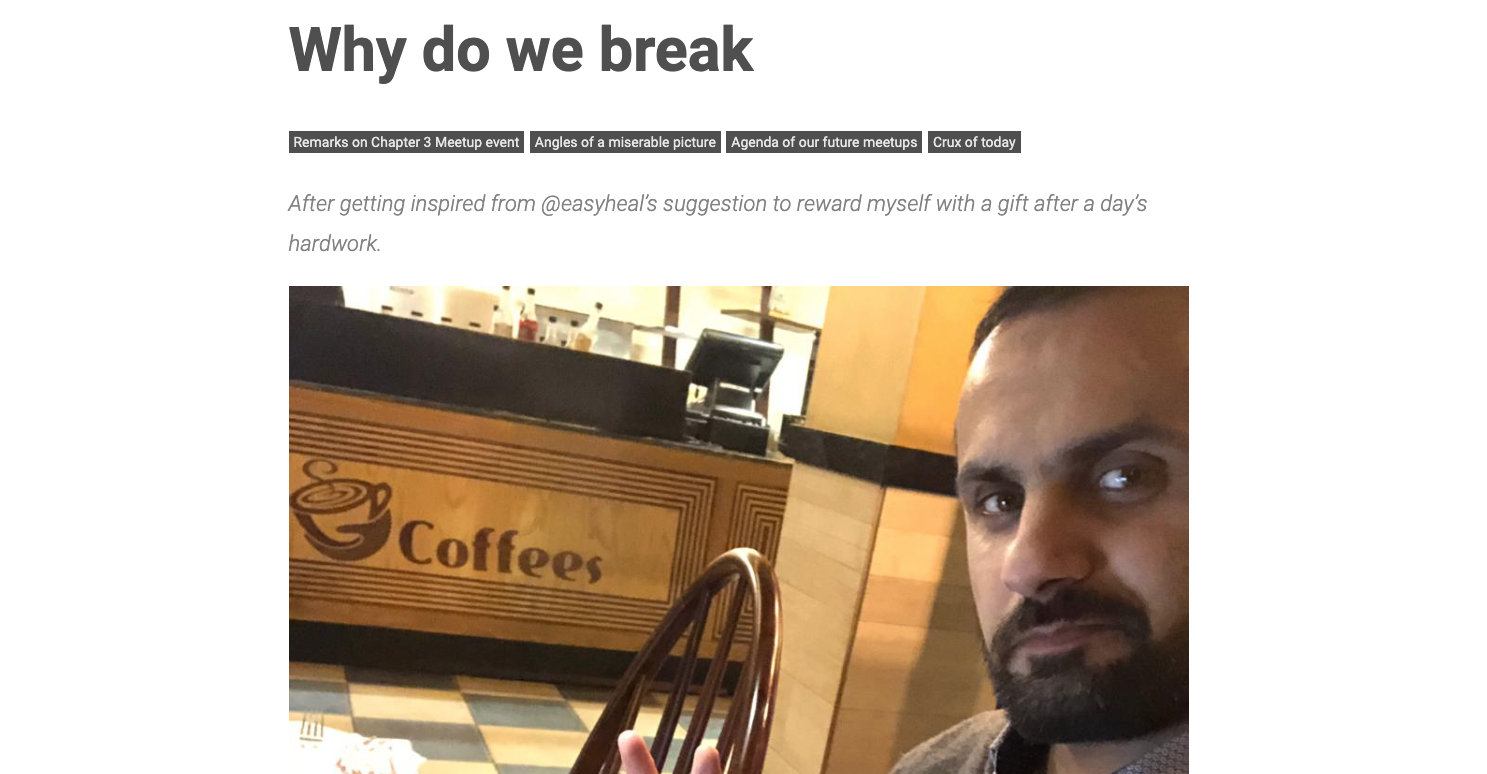 Why do we break
Remarks on Chapter 3 Meetup event Angles of a miserable picture Agenda of our future meetups Crux of today
After getting inspired from @easyheal’s suggestion to reward myself with a gift after a day’s
hardwork.
Coffees